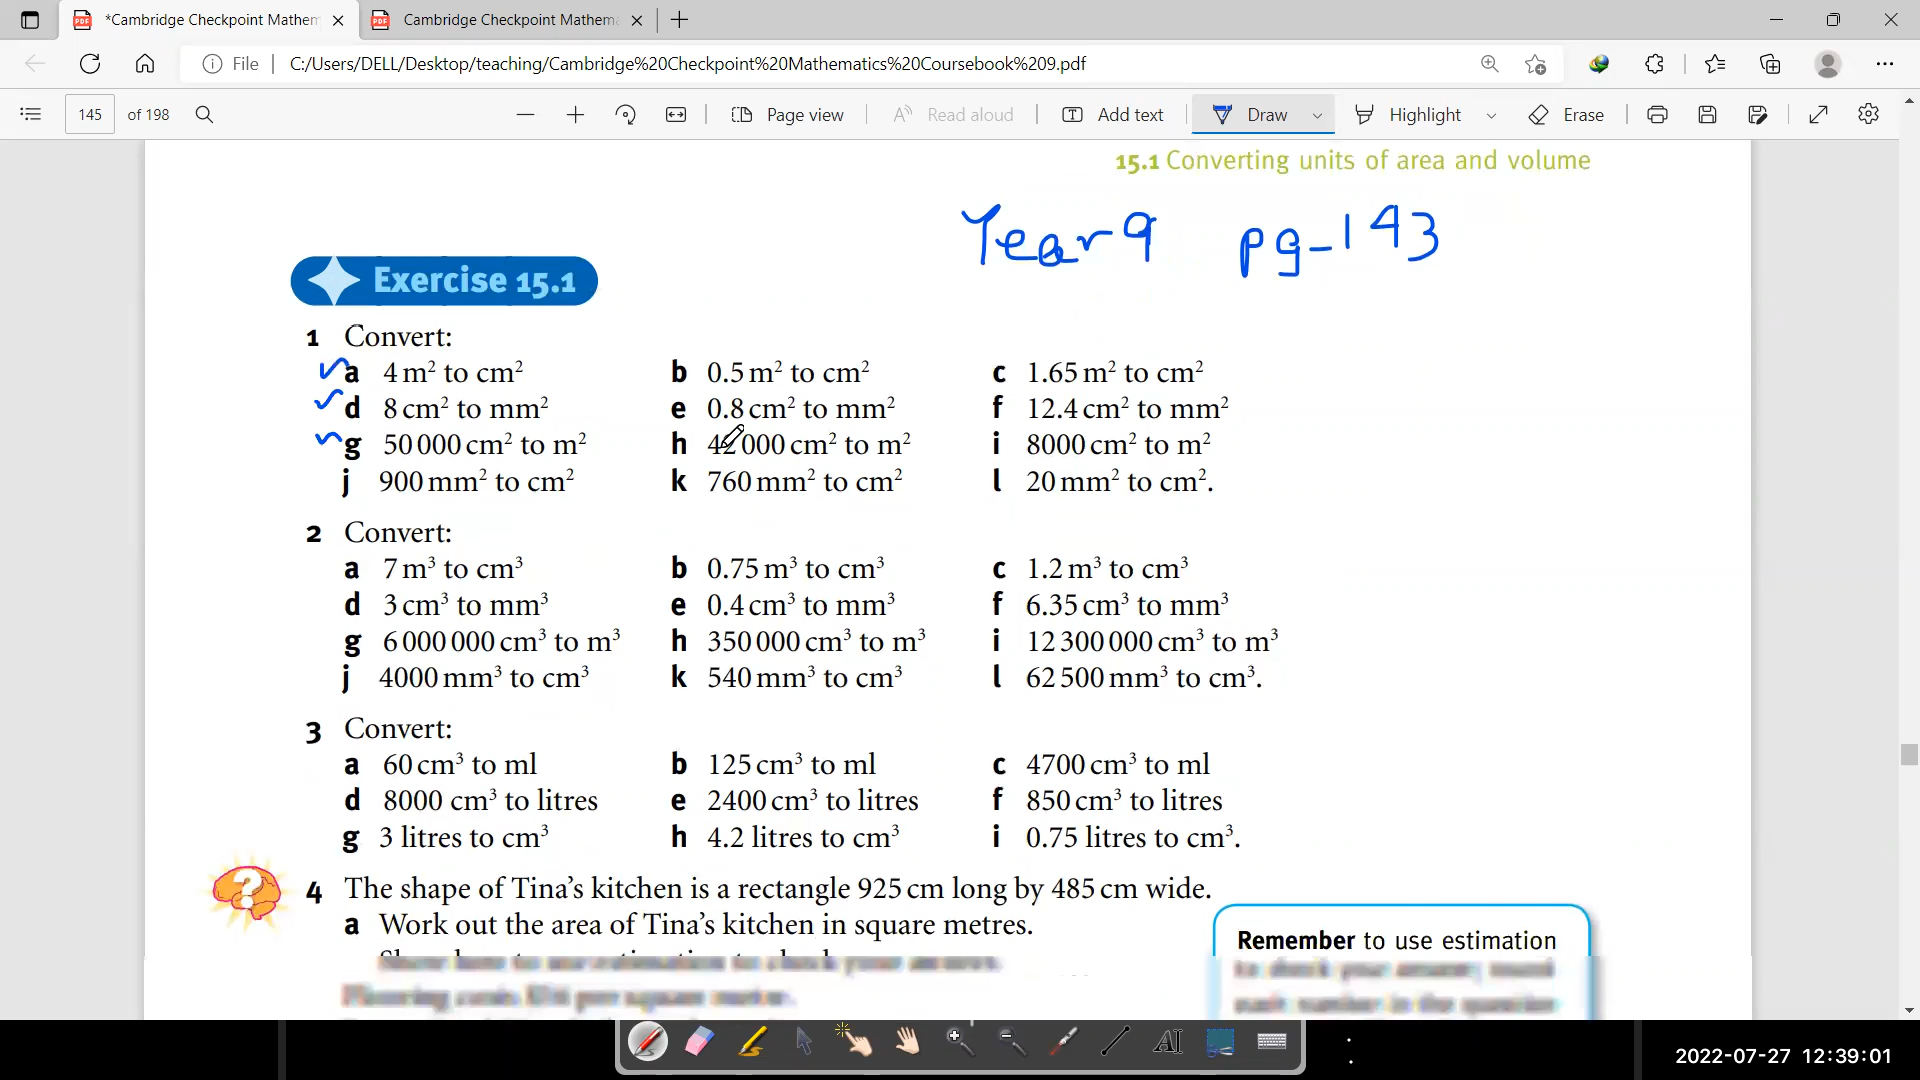 *Cambridge Checkpoint Mathem
Cambridge Checkpoint Mathema
File
C:/Users/DELL/Desktop/teaching/Cambridge%20Checkpoint%20Mathematics%20Coursebook%209.pdf
145 of 198
Page view
Read aloud
Add text
Draw
Highlight
Erase
15.1 Converting units of area and volume
Year 9 pg-143
Exercise 15.1
1 Convert:
a 4 m² to cm² b 0.5 m² to cm² c 1.65 m² to cm²
d 8 cm² to mm² e 0.8 cm² to mm² f 12.4 cm² to mm²
g 50 000 cm² to m² h 42 000 cm² to m² i 8000 cm² to m²
j 900 mm² to cm² k 760 mm² to cm² l 20 mm² to cm².
2 Convert:
a 7 m³ to cm³ b 0.75 m³ to cm³ c 1.2 m³ to cm³
d 3 cm³ to mm³ e 0.4 cm³ to mm³ f 6.35 cm³ to mm³
g 6 000 000 cm³ to m³ h 350 000 cm³ to m³ i 12 300 000 cm³ to m³
j 4000 mm³ to cm³ k 540 mm³ to cm³ l 62 500 mm³ to cm³.
3 Convert:
a 60 cm³ to ml b 125 cm³ to ml c 4700 cm³ to ml
d 8000 cm³ to litres e 2400 cm³ to litres f 850 cm³ to litres
g 3 litres to cm³ h 4.2 litres to cm³ i 0.75 litres to cm³.
4 The shape of Tina's kitchen is a rectangle 925 cm long by 485 cm wide.
a Work out the area of Tina's kitchen in square metres.
Remember to use estimation
2022-07-27 12:39:01